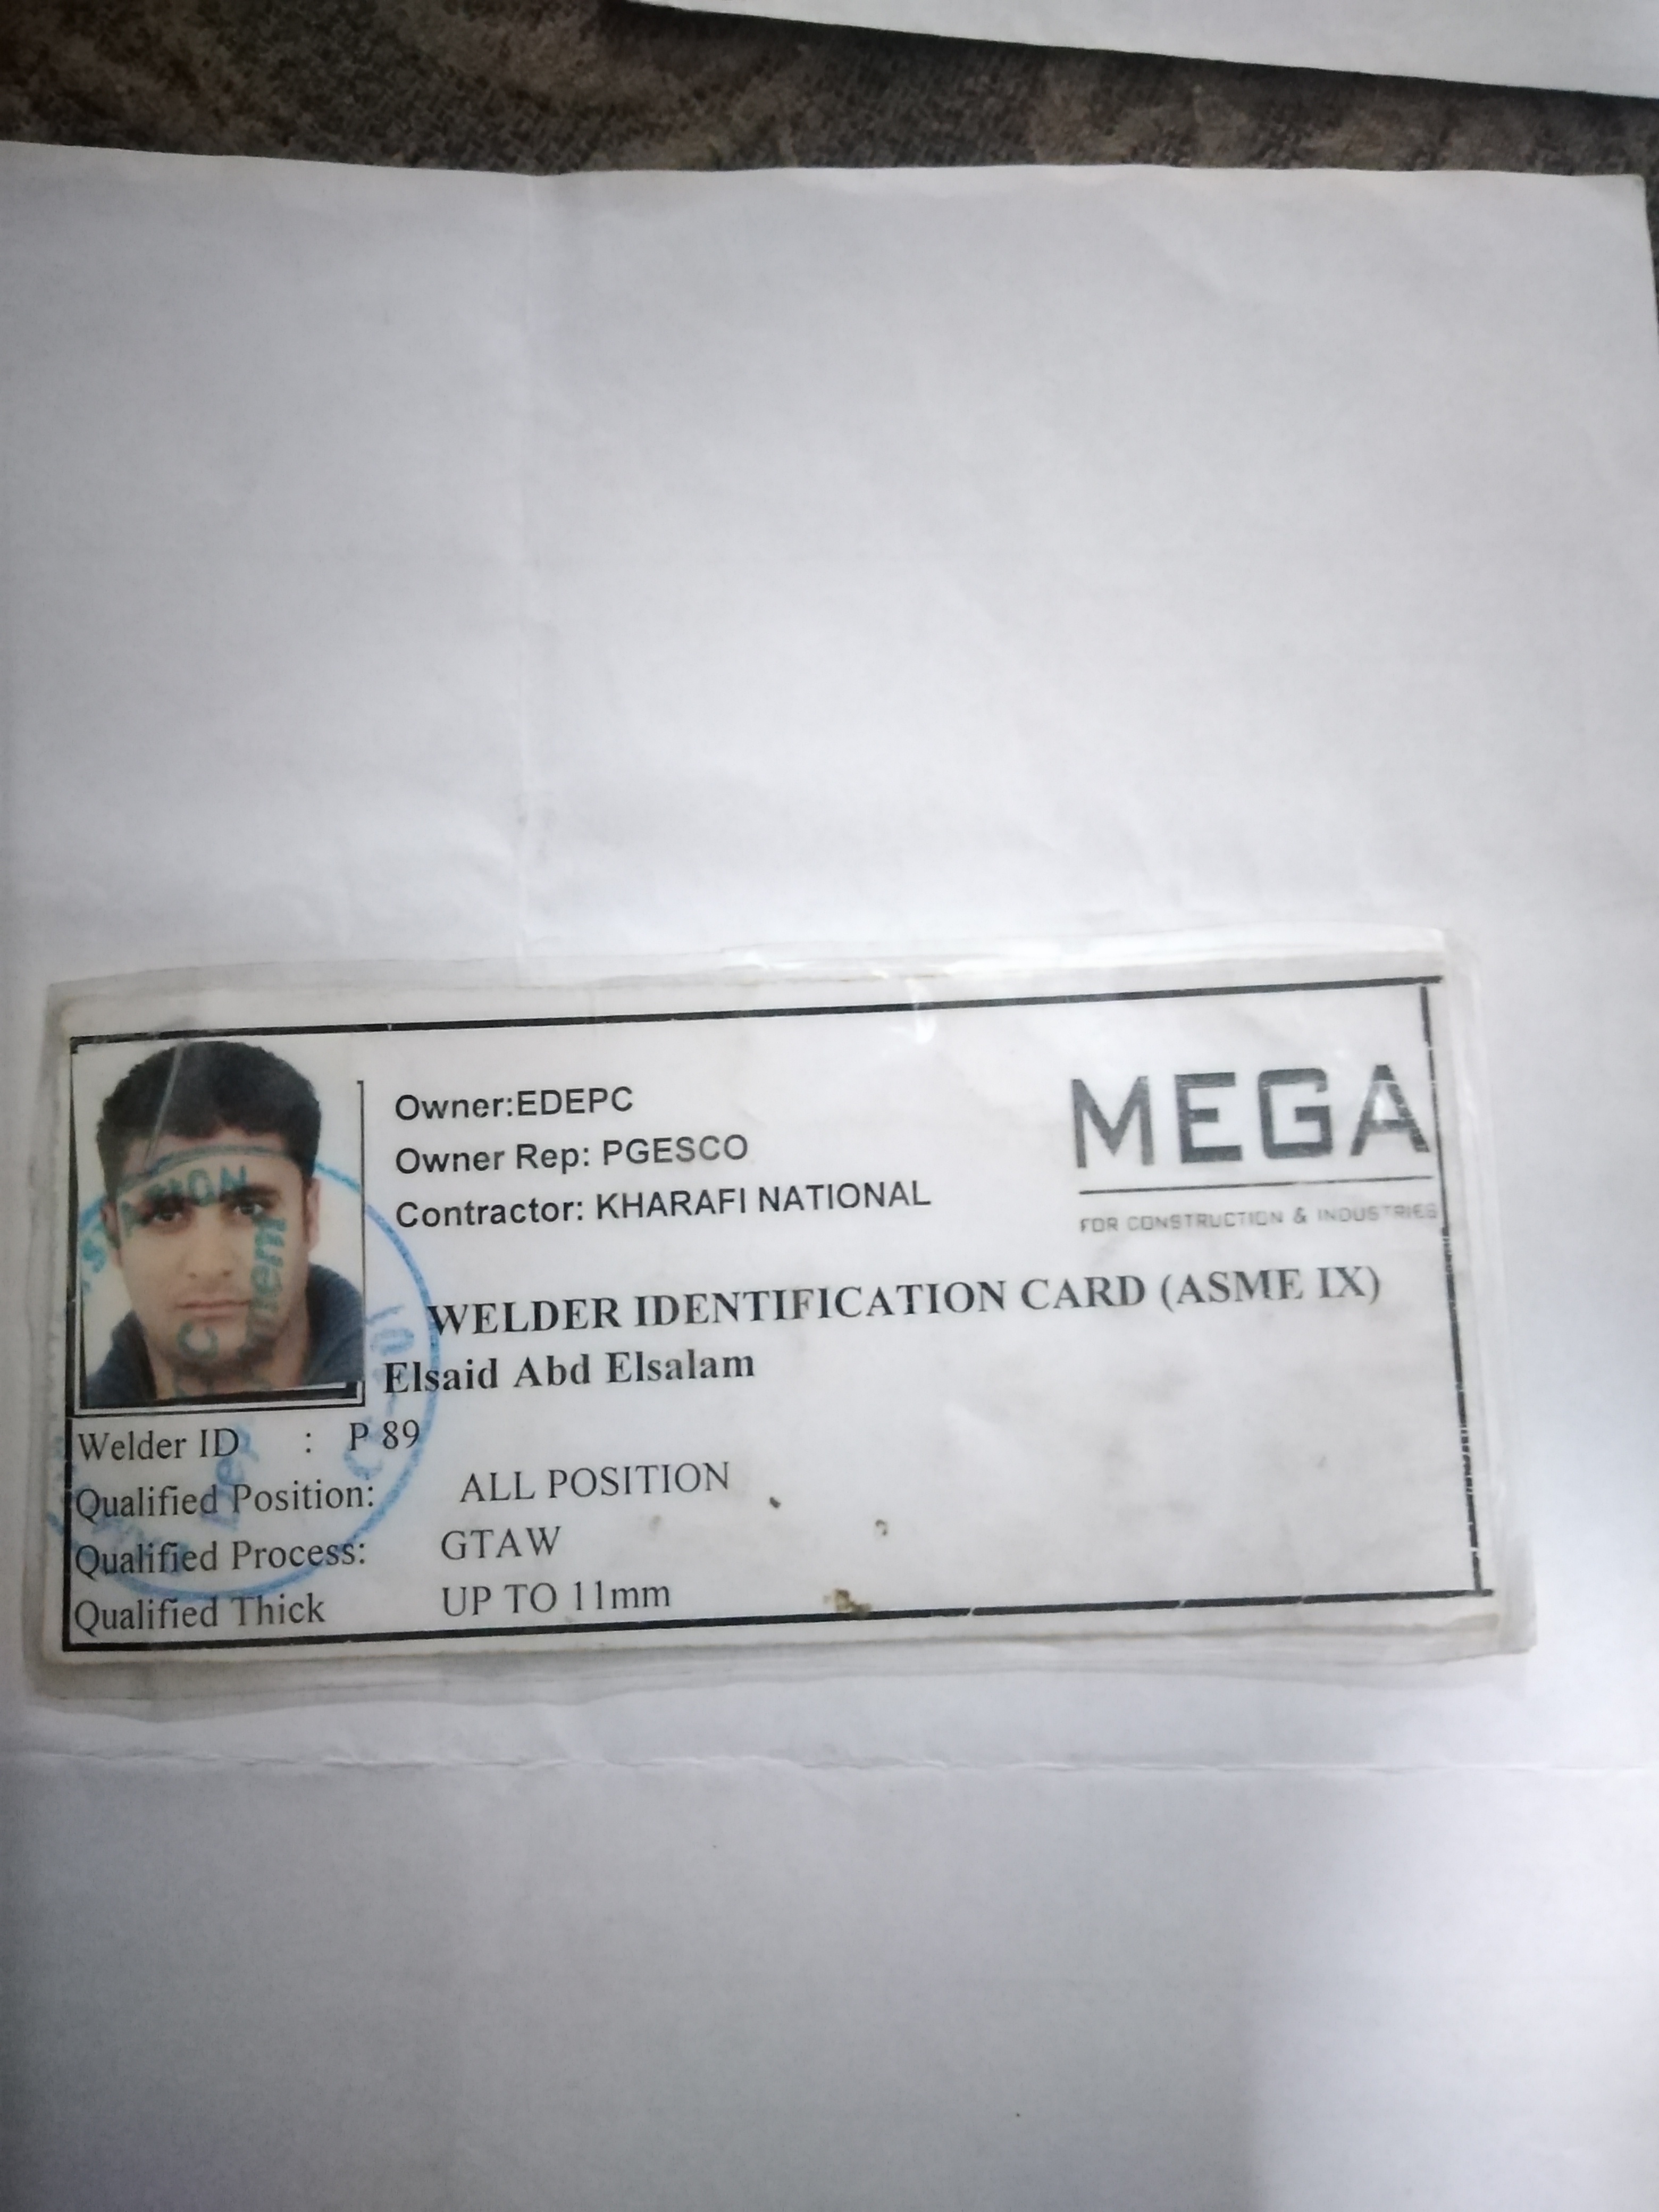 Owner:EDEPC
Owner Rep: PGESCO
Contractor: KHARAFI NATIONAL
MEGA
FOR CONSTRUCTION & INDUSTRIES
WELDER IDENTIFICATION CARD (ASME IX)
Elsaid Abd Elsalam
Welder ID : P 89
Qualified Position: ALL POSITION
Qualified Process: GTAW
Qualified Thick UP TO 11mm